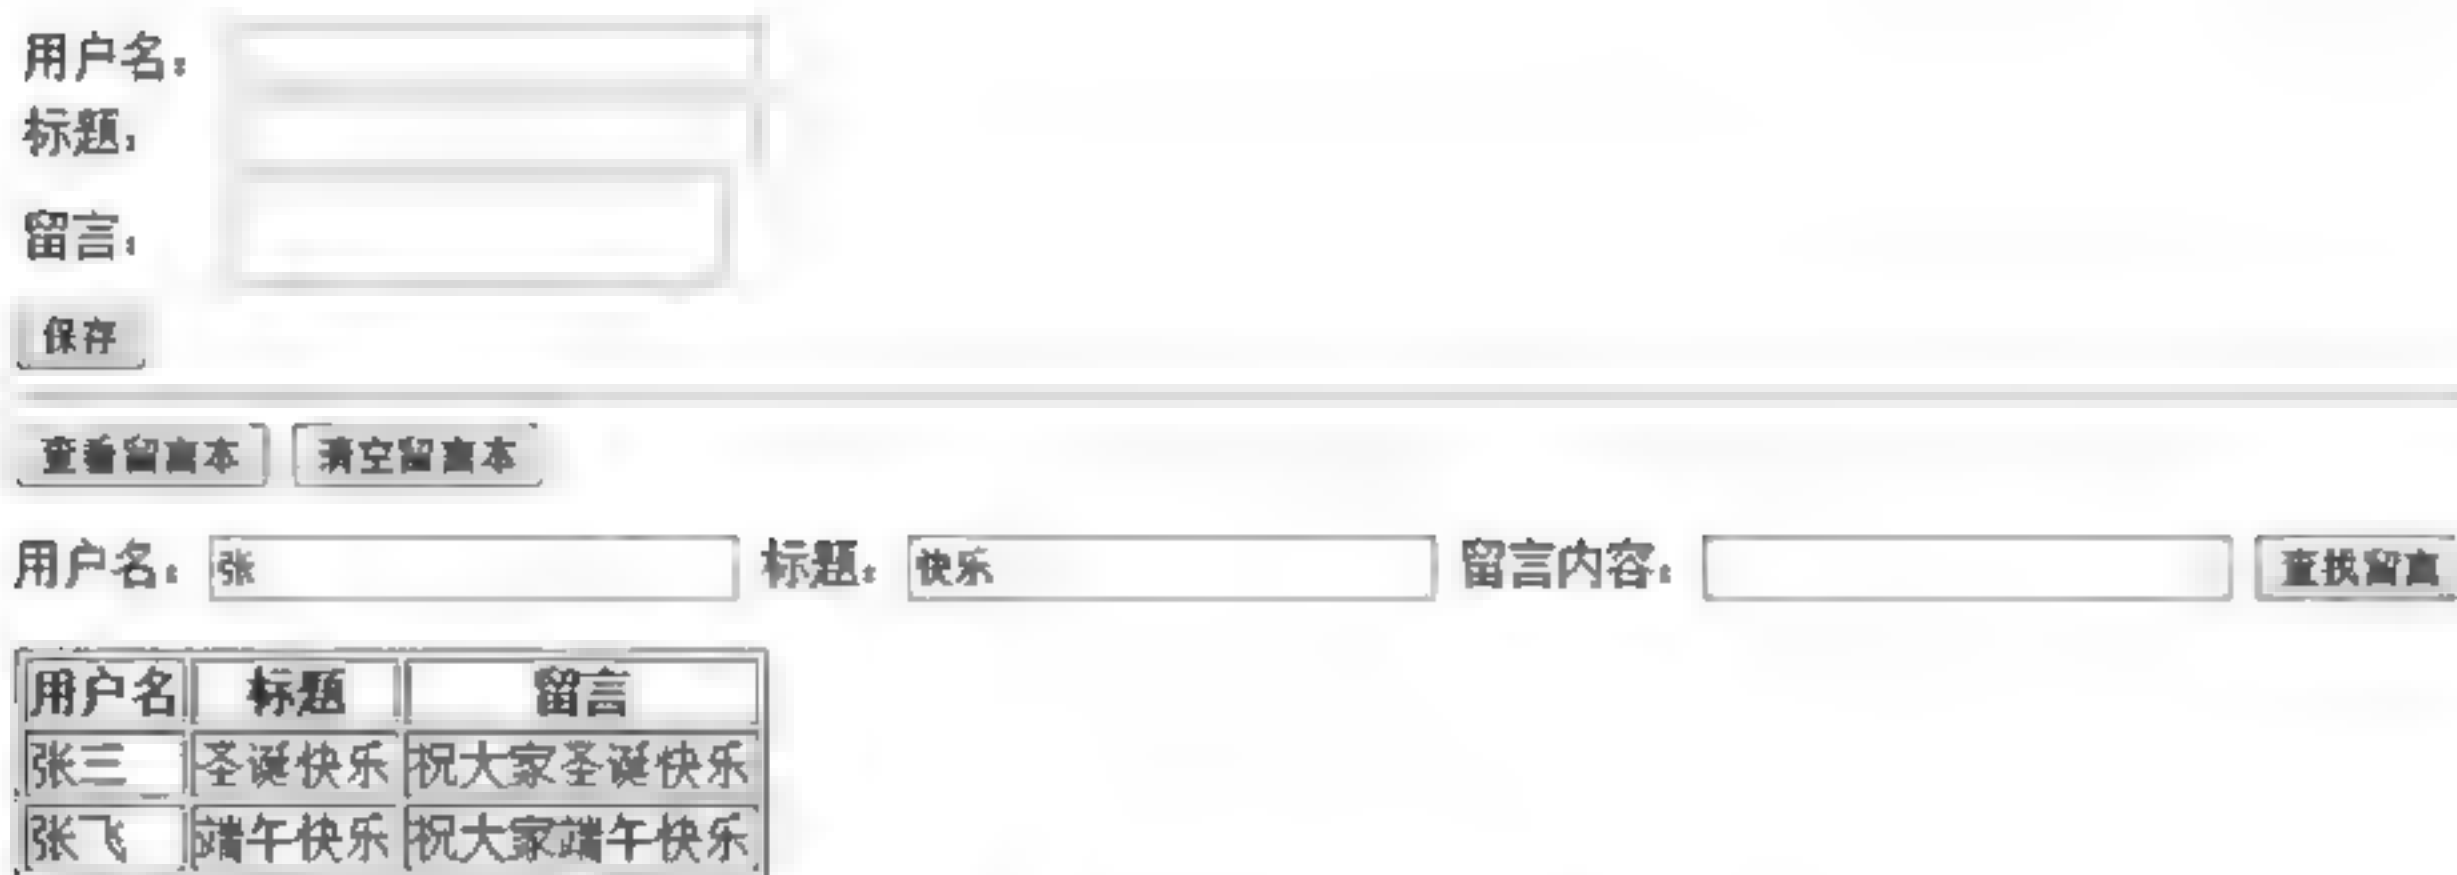 用户名：
标题：
留言：
保存
查看留言本 清空留言本
用户名： 张 标题： 快乐 留言内容： 查找留言
用户名 标题 留言
张三 圣诞快乐 祝大家圣诞快乐
张飞 端午快乐 祝大家端午快乐